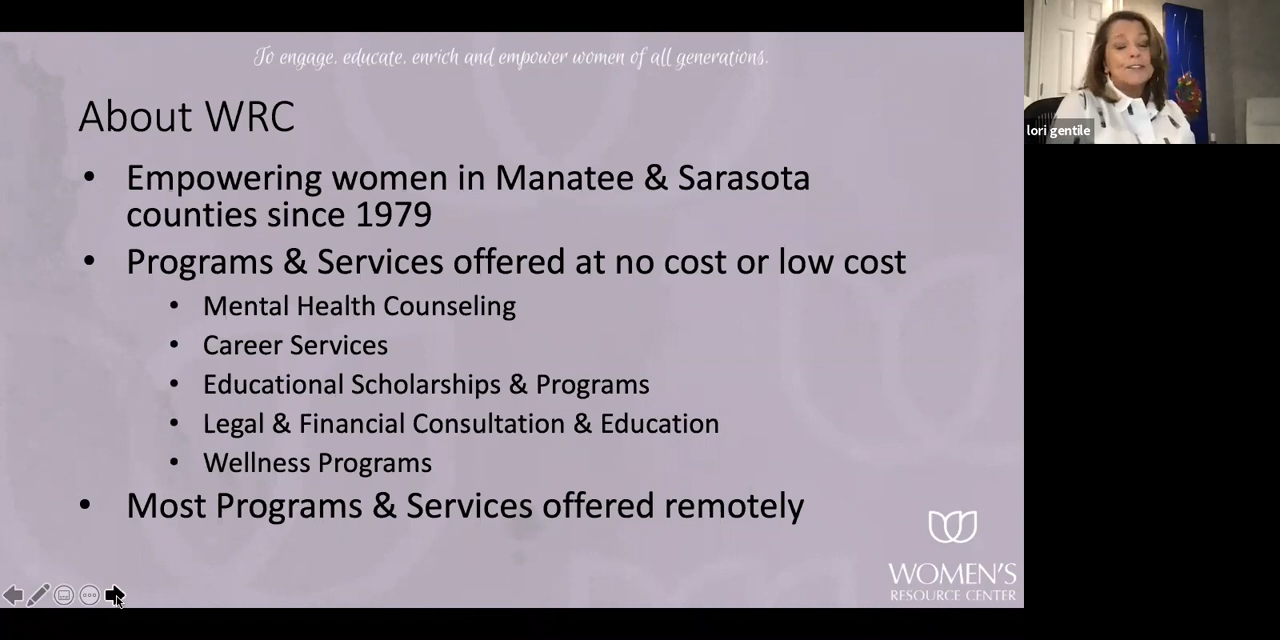 To engage. educate. enrich and empower women of all generations.
About WRC
• Empowering women in Manatee & Sarasota
counties since 1979
• Programs & Services offered at no cost or low cost
• Mental Health Counseling
• Career Services
• Educational Scholarships & Programs
• Legal & Financial Consultation & Education
• Wellness Programs
• Most Programs & Services offered remotely
WOMEN'S
RESOURCE CENTER
lori gentile